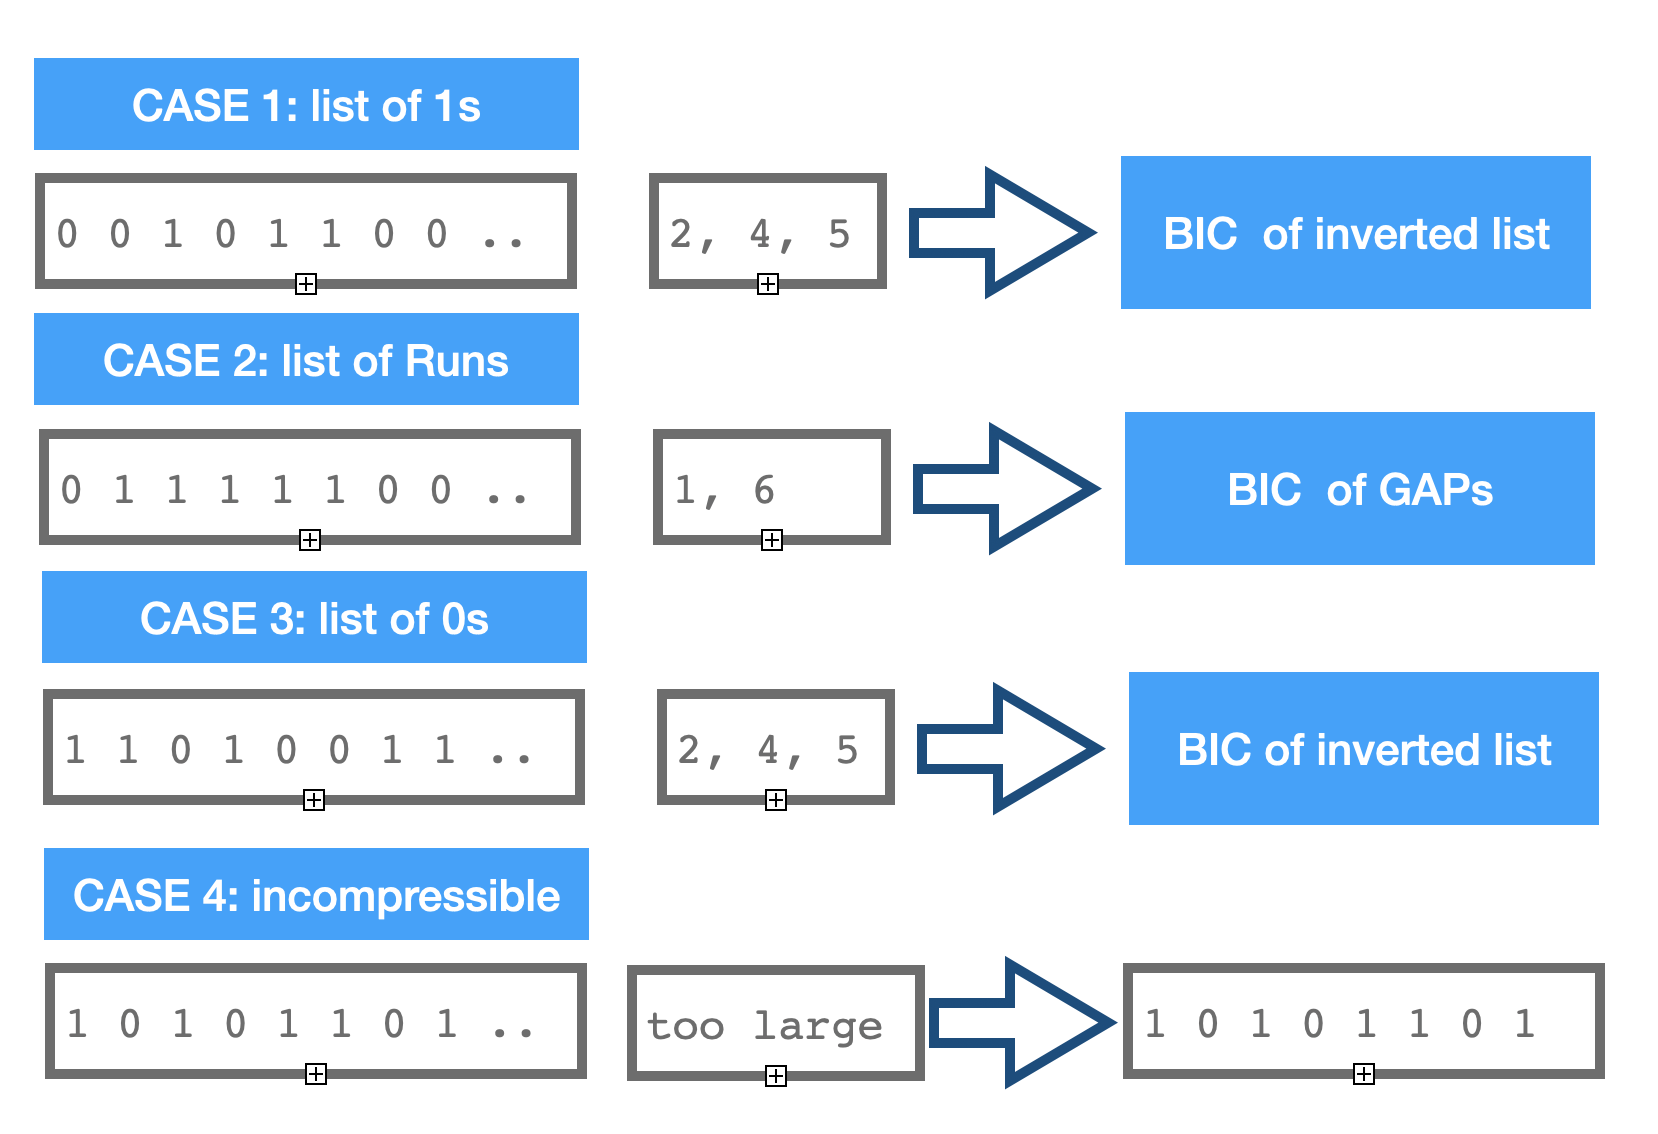 CASE 1: list of 1s
0 0 1 0 1 1 0 0 ..
2, 4, 5
BIC of inverted list
CASE 2: list of Runs
0 1 1 1 1 1 0 0 ..
1, 6
BIC of GAPs
CASE 3: list of 0s
1 1 0 1 0 0 1 1 ..
2, 4, 5
BIC of inverted list
CASE 4: incompressible
1 0 1 0 1 1 0 1 ..
too large
1 0 1 0 1 1 0 1